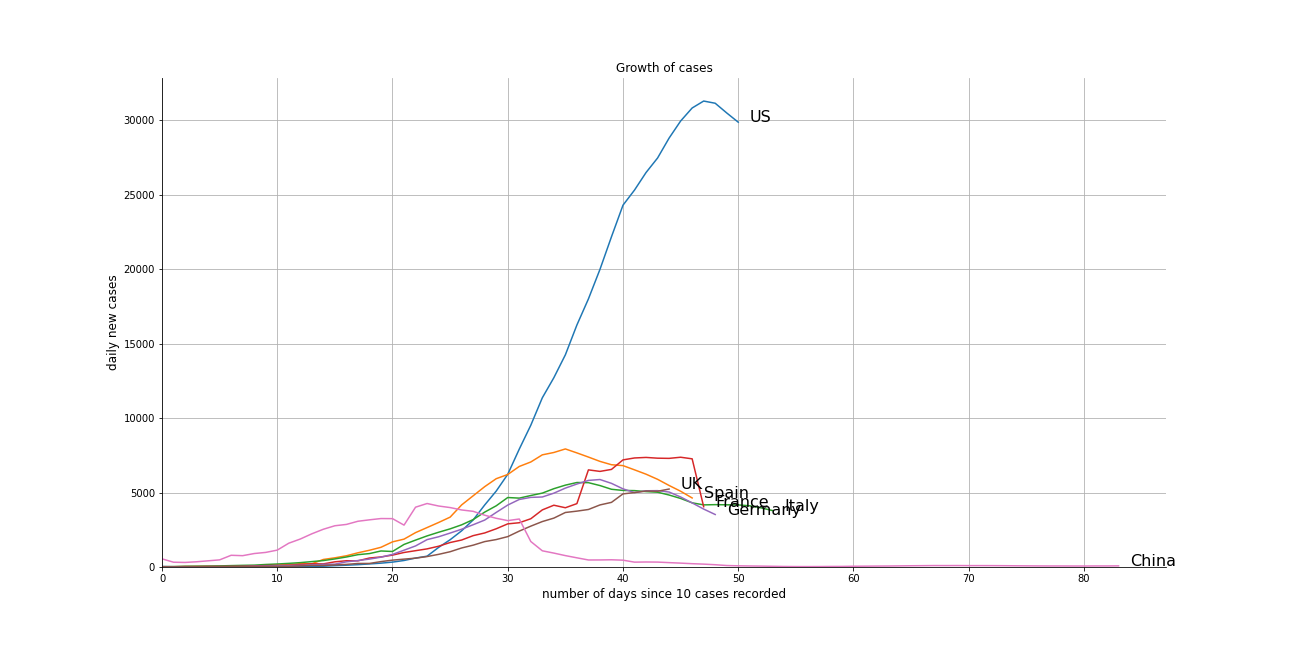 Growth of cases
daily new cases
30000
25000
20000
15000
10000
5000
0
US
UK
Spain
France
Germany
Italy
China
0 10 20 30 40 50 60 70 80
number of days since 10 cases recorded